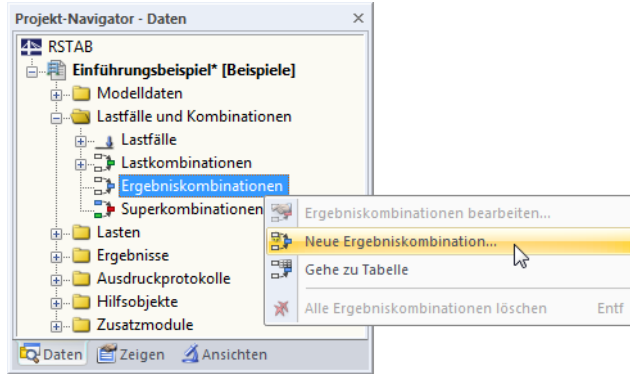 Projekt-Navigator - Daten
RSTAB
Einführungsbeispiel* [Beispiele]
Modelldaten
Lastfälle und Kombinationen
Lastfälle
Lastkombinationen
Ergebniskombinationen
Superkombinationen
Lasten
Ergebnisse
Ausdruckprotokolle
Hilfsobjekte
Zusatzmodule
Daten Zeigen Ansichten
Ergebniskombinationen bearbeiten...
Neue Ergebniskombination...
Gehe zu Tabelle
Alle Ergebniskombinationen löschen Entf